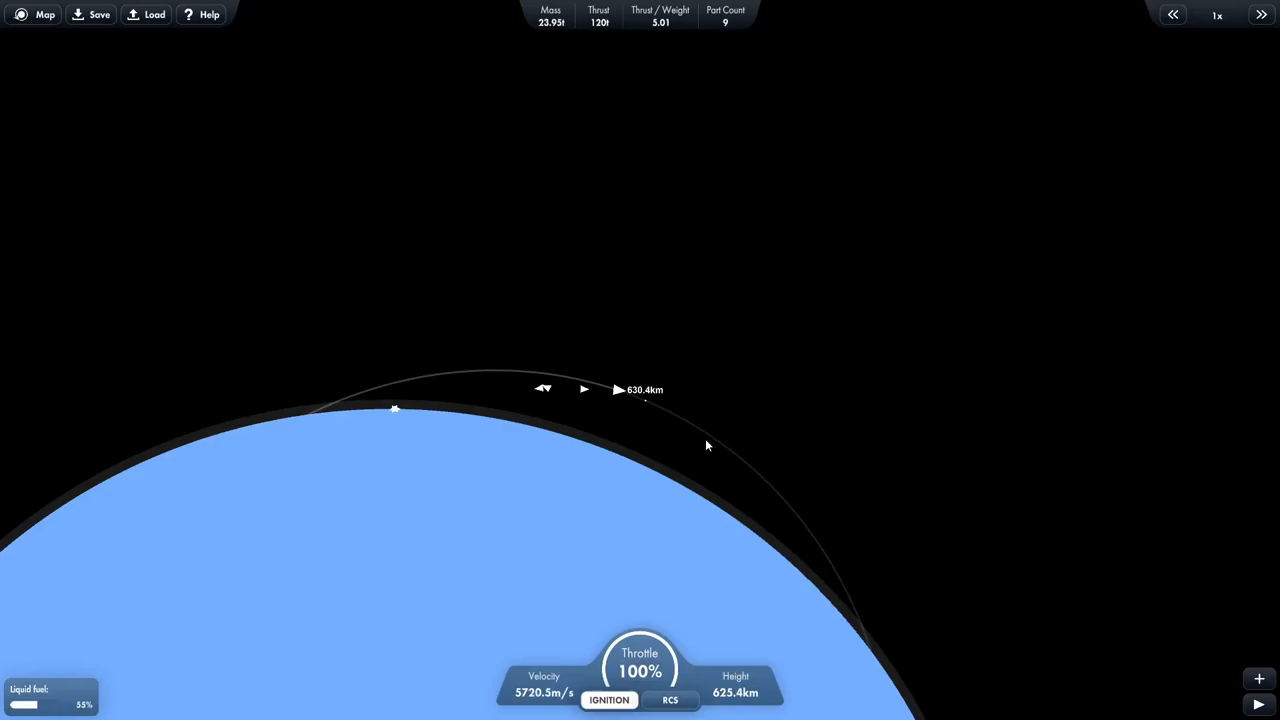 Map
Save
Load
Help
Mass
23.95t
Thrust
120t
Thrust / Weight
5.01
Part Count
9
1x
630.4km
Throttle
100%
Velocity
5720.5m/s
Height
625.4km
IGNITION
RCS
Liquid fuel:
55%